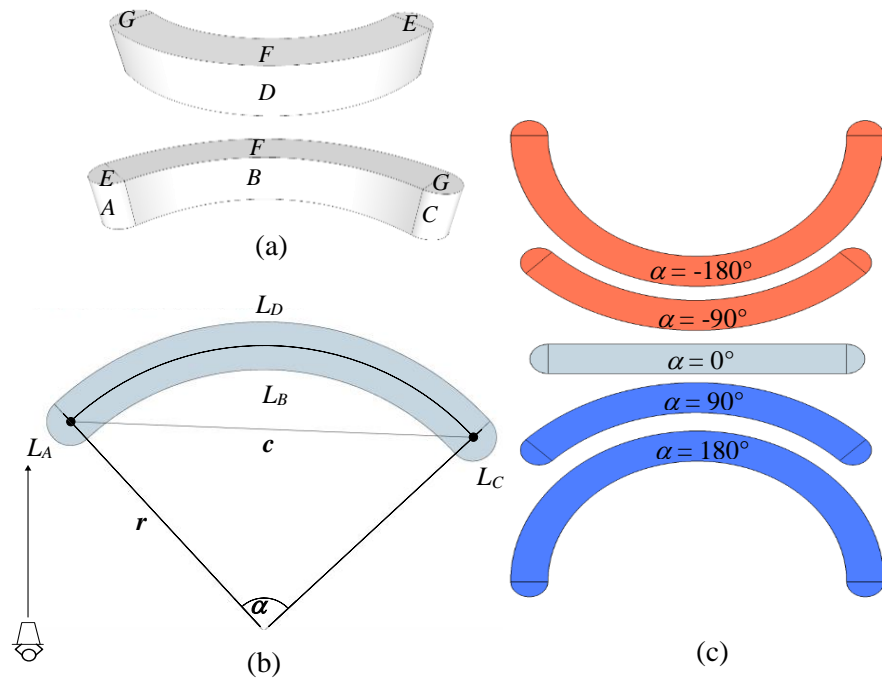 G E
F
D
F
E B G
A C
(a)
L_D
L_B
L_A
c
L_C
r
α
(b)
α = -180°
α = -90°
α = 0°
α = 90°
α = 180°
(c)